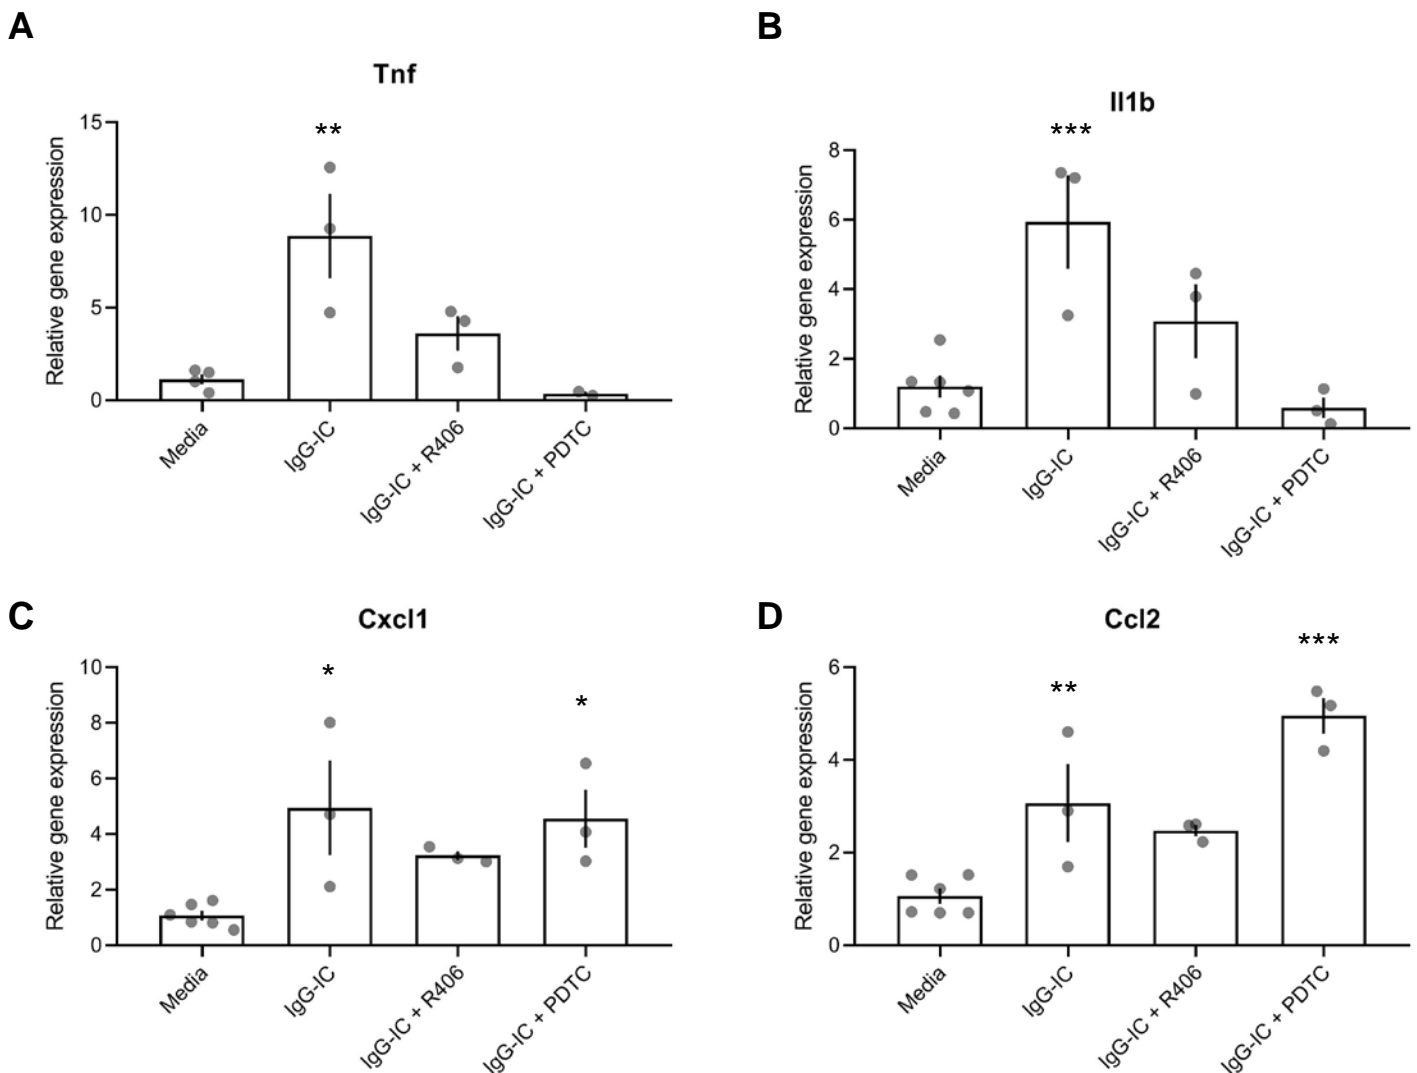 A
Tnf
Relative gene expression
15
10
5
0
**
Media
IgG-IC
IgG-IC + R406
IgG-IC + PDTC
B
Il1b
Relative gene expression
8
6
4
2
0
***
Media
IgG-IC
IgG-IC + R406
IgG-IC + PDTC
C
Cxcl1
Relative gene expression
10
8
6
4
2
0
*
*
Media
IgG-IC
IgG-IC + R406
IgG-IC + PDTC
D
Ccl2
Relative gene expression
6
4
2
0
**
***
Media
IgG-IC
IgG-IC + R406
IgG-IC + PDTC